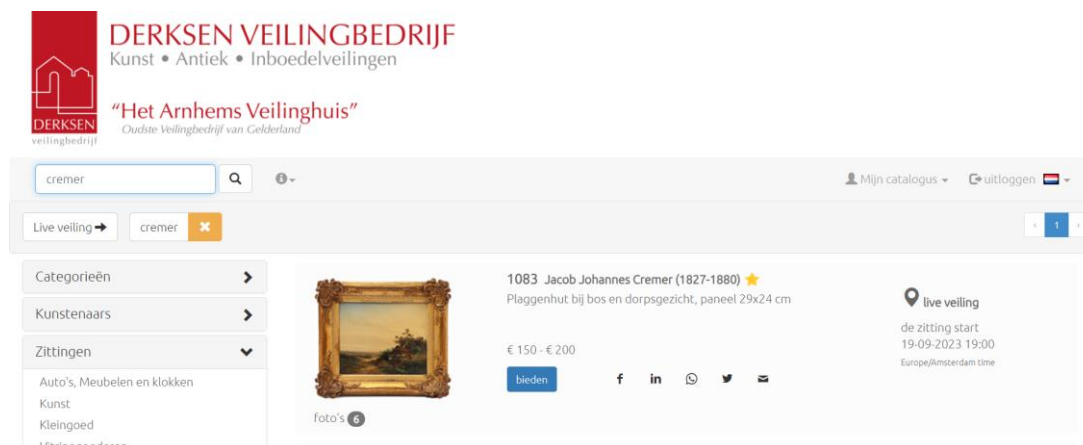 DERKSEN VEILINGBEDRIJF
Kunst • Antiek • Inboedelveilingen
“Het Arnhems Veilinghuis”
Oudste Veilingbedrijf van Gelderland
DERKSEN
veilingbedrijf
cremer
Mijn catalogus
uitloggen
Live veiling
cremer
1
Categorieën
Kunstenaars
Zittingen
Auto's, Meubelen en klokken
Kunst
Kleingoed
foto's 6
1083 Jacob Johannes Cremer (1827-1880)
Plaggenhut bij bos en dorpsgezicht, paneel 29x24 cm
€ 150 - € 200
bieden
live veiling
de zitting start
19-09-2023 19:00
Europe/Amsterdam time